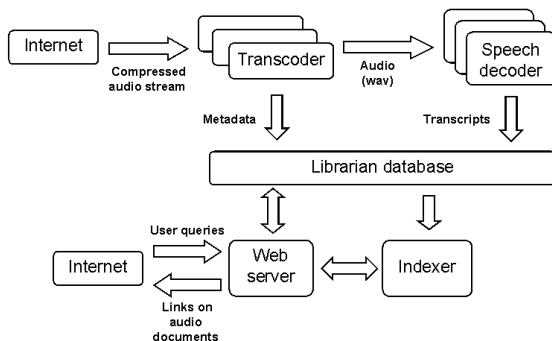 Internet
Compressed
audio stream
Transcoder
Audio
(wav)
Speech
decoder
Metadata
Transcripts
Librarian database
User queries
Internet
Web
server
Indexer
Links on
audio
documents